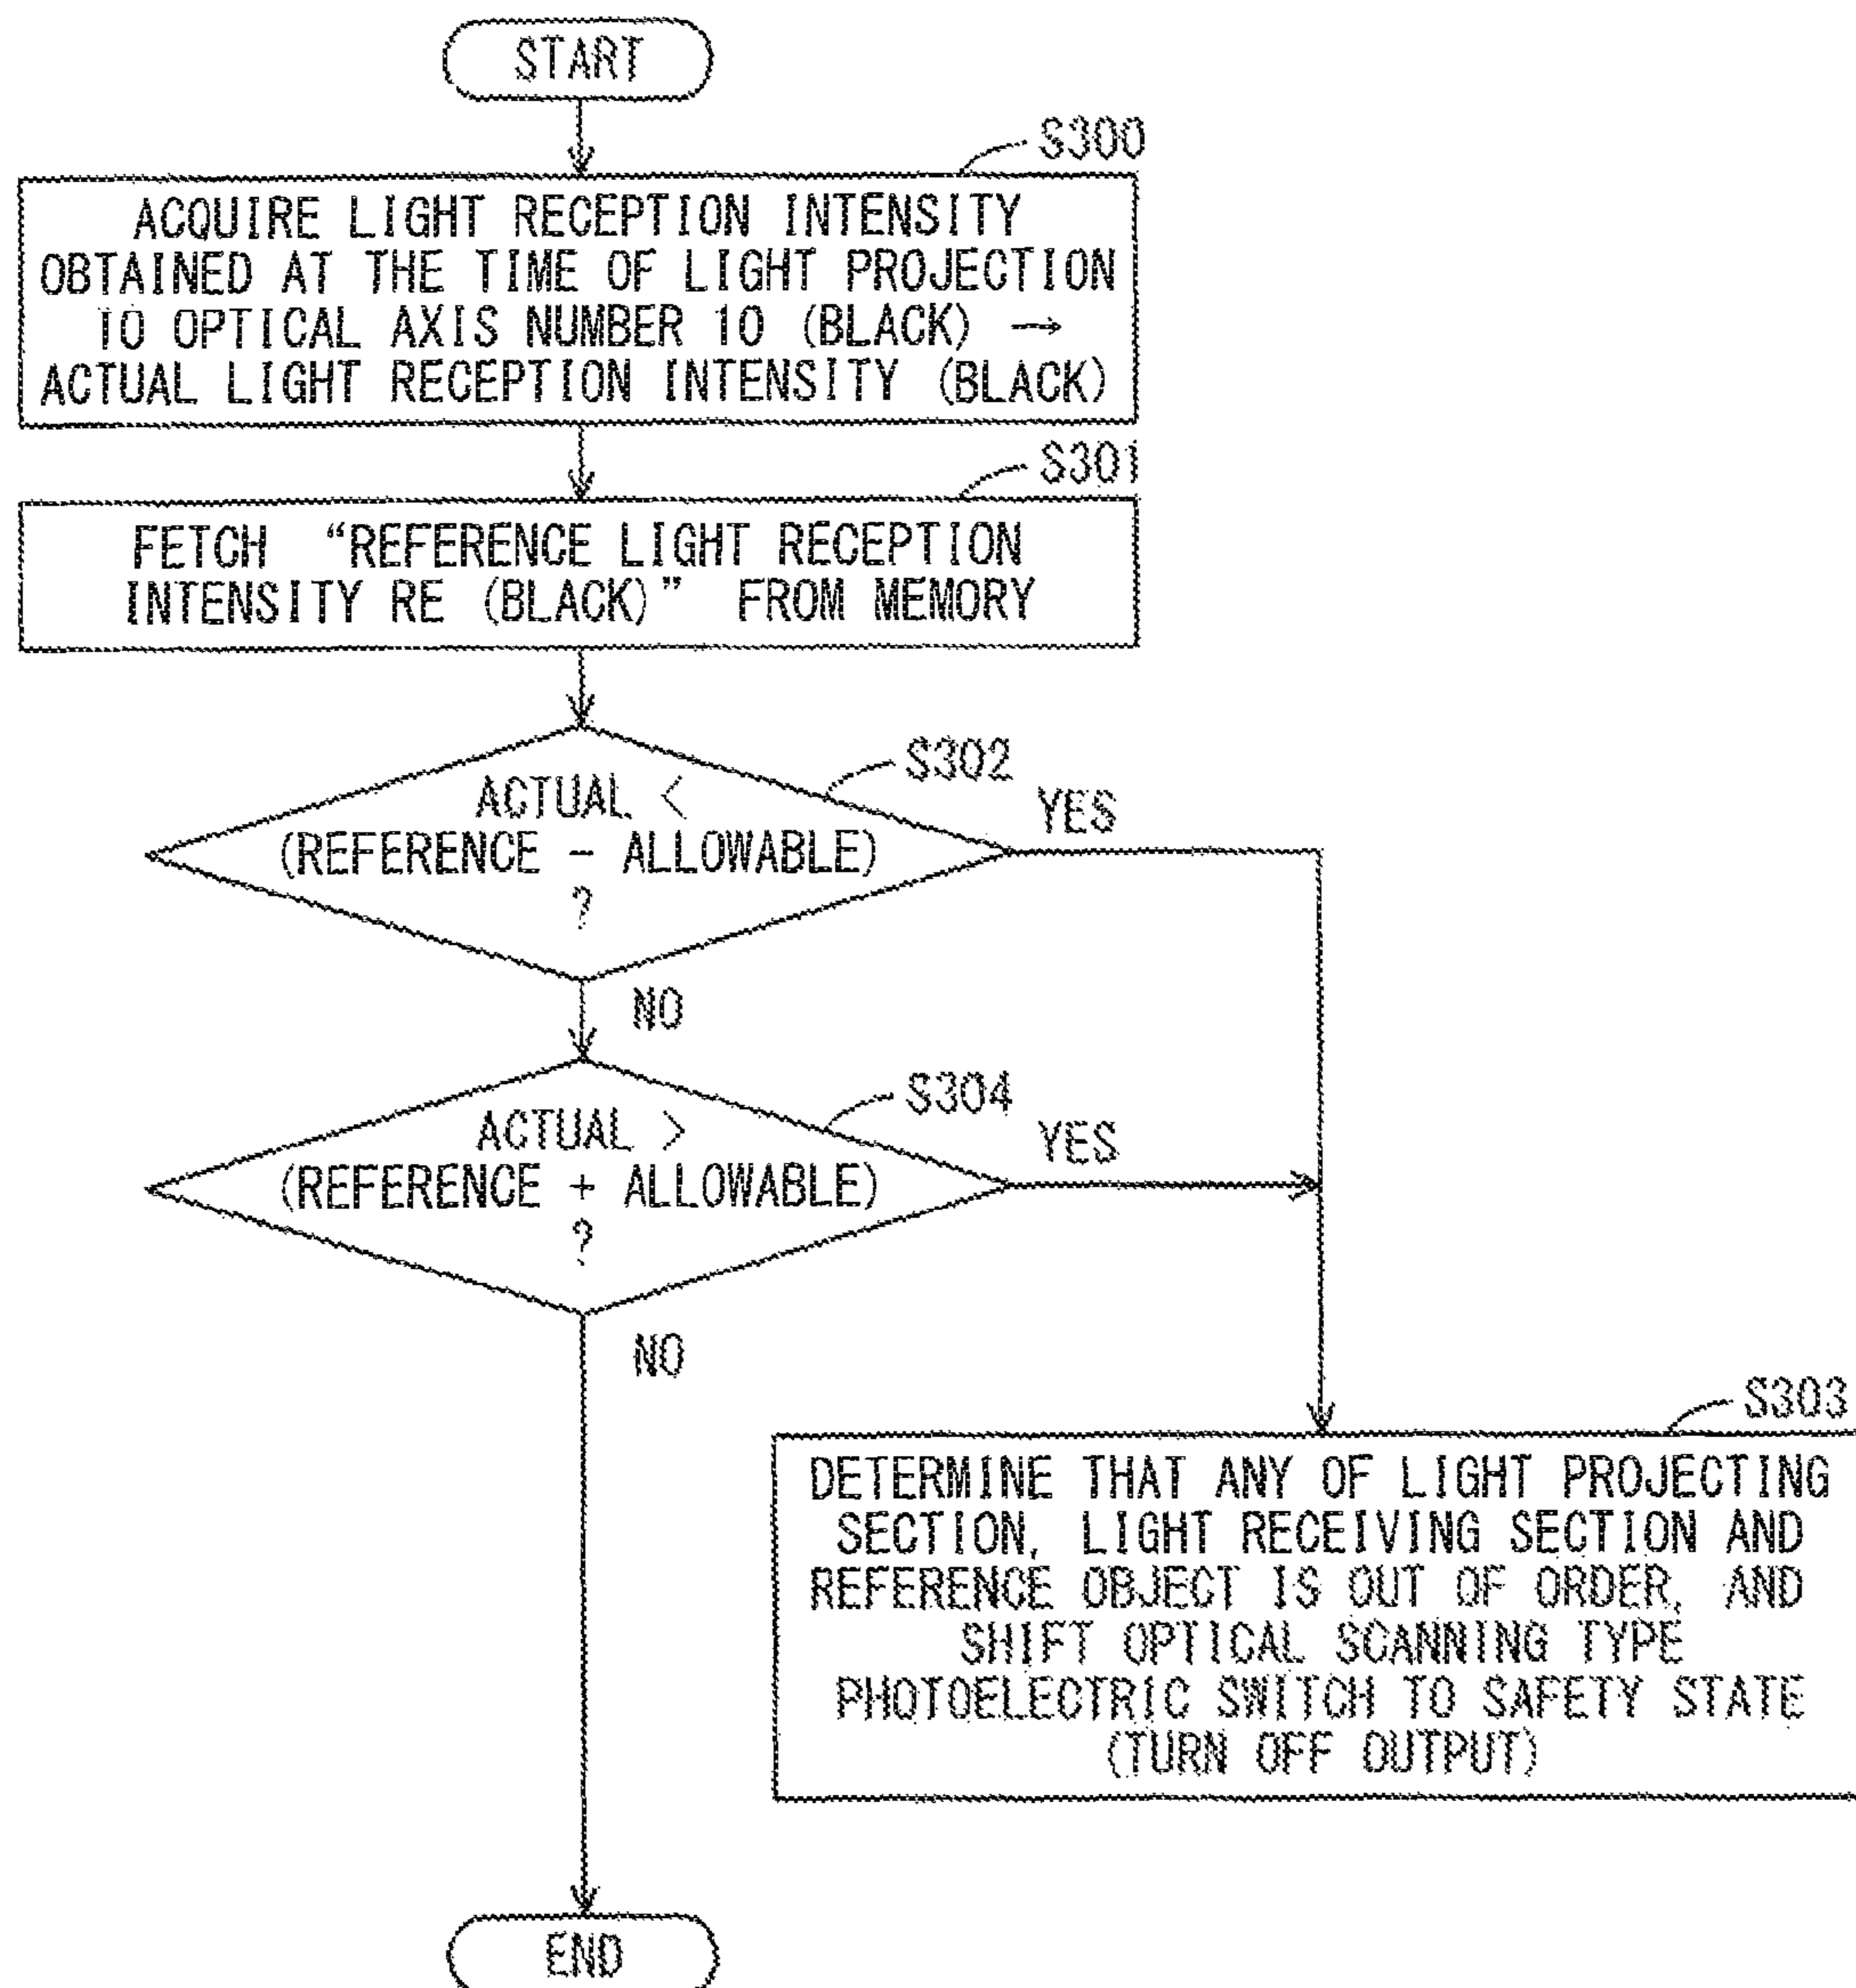 START
S300
ACQUIRE LIGHT RECEPTION INTENSITY
OBTAINED AT THE TIME OF LIGHT PROJECTION
TO OPTICAL AXIS NUMBER 10 (BLACK) →
ACTUAL LIGHT RECEPTION INTENSITY (BLACK)
S301
FETCH “REFERENCE LIGHT RECEPTION
INTENSITY RE (BLACK)” FROM MEMORY
S302
ACTUAL <
(REFERENCE - ALLOWABLE)
?
YES
NO
S304
ACTUAL >
(REFERENCE + ALLOWABLE)
?
YES
NO
S303
DETERMINE THAT ANY OF LIGHT PROJECTING
SECTION, LIGHT RECEIVING SECTION AND
REFERENCE OBJECT IS OUT OF ORDER, AND
SHIFT OPTICAL SCANNING TYPE
PHOTOELECTRIC SWITCH TO SAFETY STATE
(TURN OFF OUTPUT)
END